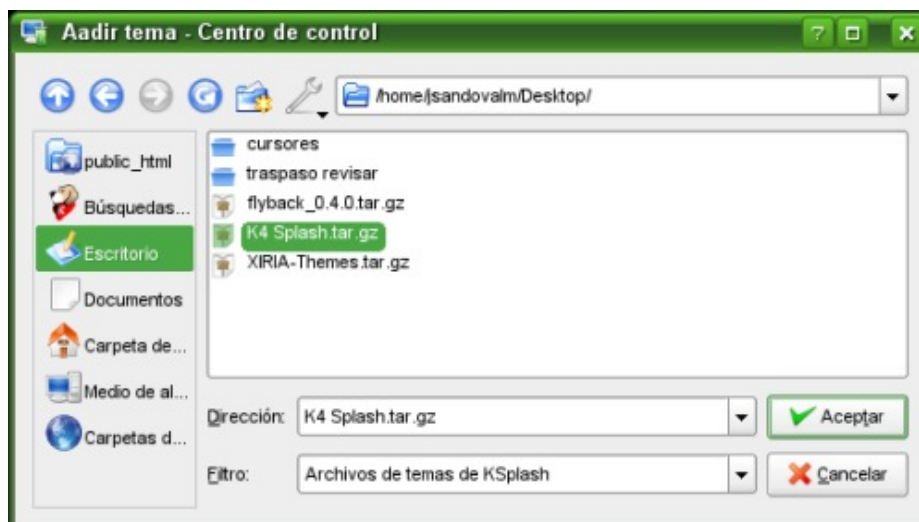 Aadir tema - Centro de control
/home/jsandovalm/Desktop/
public_html
Búsquedas...
Escritorio
Documentos
Carpeta de...
Medio de al...
Carpetas d...
cursores
traspaso revisar
flyback_0.4.0.tar.gz
K4 Splash.tar.gz
XIRIA-Themes.tar.gz
Dirección: K4 Splash.tar.gz
Aceptar
Filtro: Archivos de temas de KSplash
Cancelar